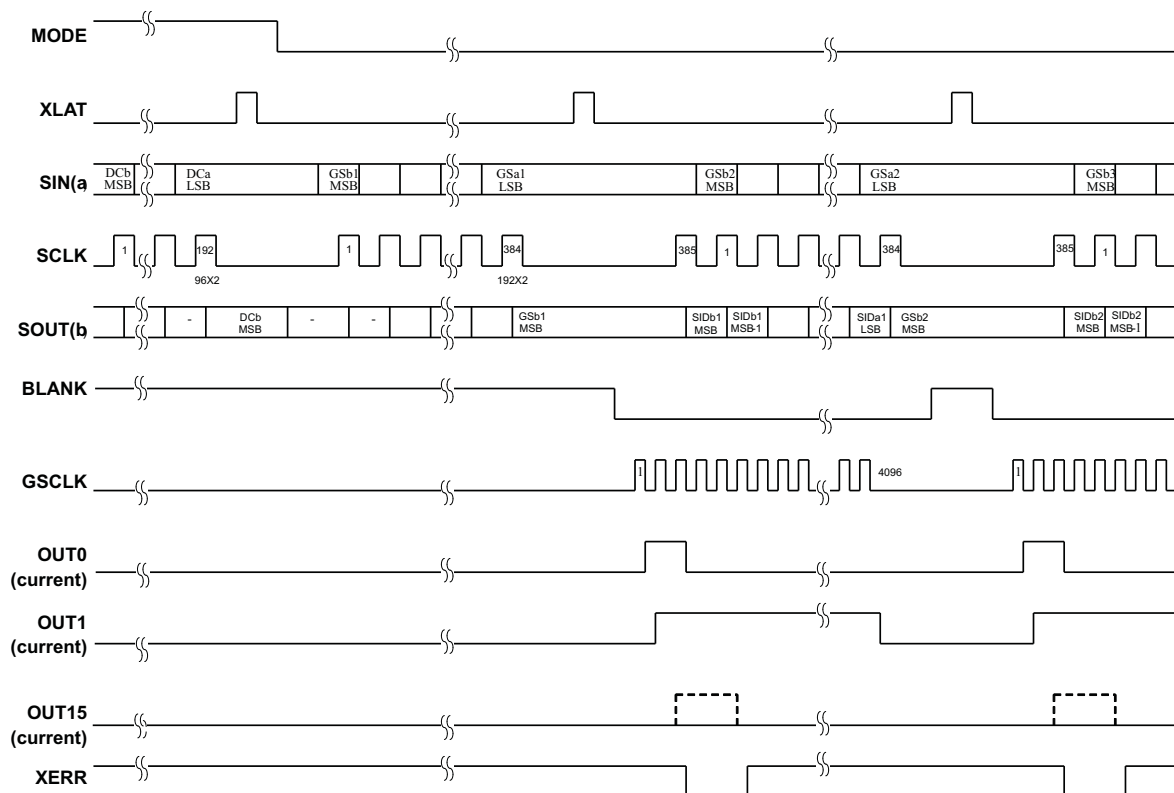 MODE
XLAT
SIN(a)
DCb
MSB
DCa
LSB
GSb1
MSB
GSa1
LSB
GSb2
MSB
GSa2
LSB
GSb3
MSB
SCLK
1
192
1
384
385
1
384
385
1
96X2
192X2
SOUT(b)
-
DCb
MSB
-
-
GSb1
MSB
SIDb1
MSB
SIDb1
MSB-1
SIDa1
LSB
GSb2
MSB
SIDb2
MSB
SIDb2
MSB-1
BLANK
GSCLK
1
4096
1
OUT0
(current)
OUT1
(current)
OUT15
(current)
XERR